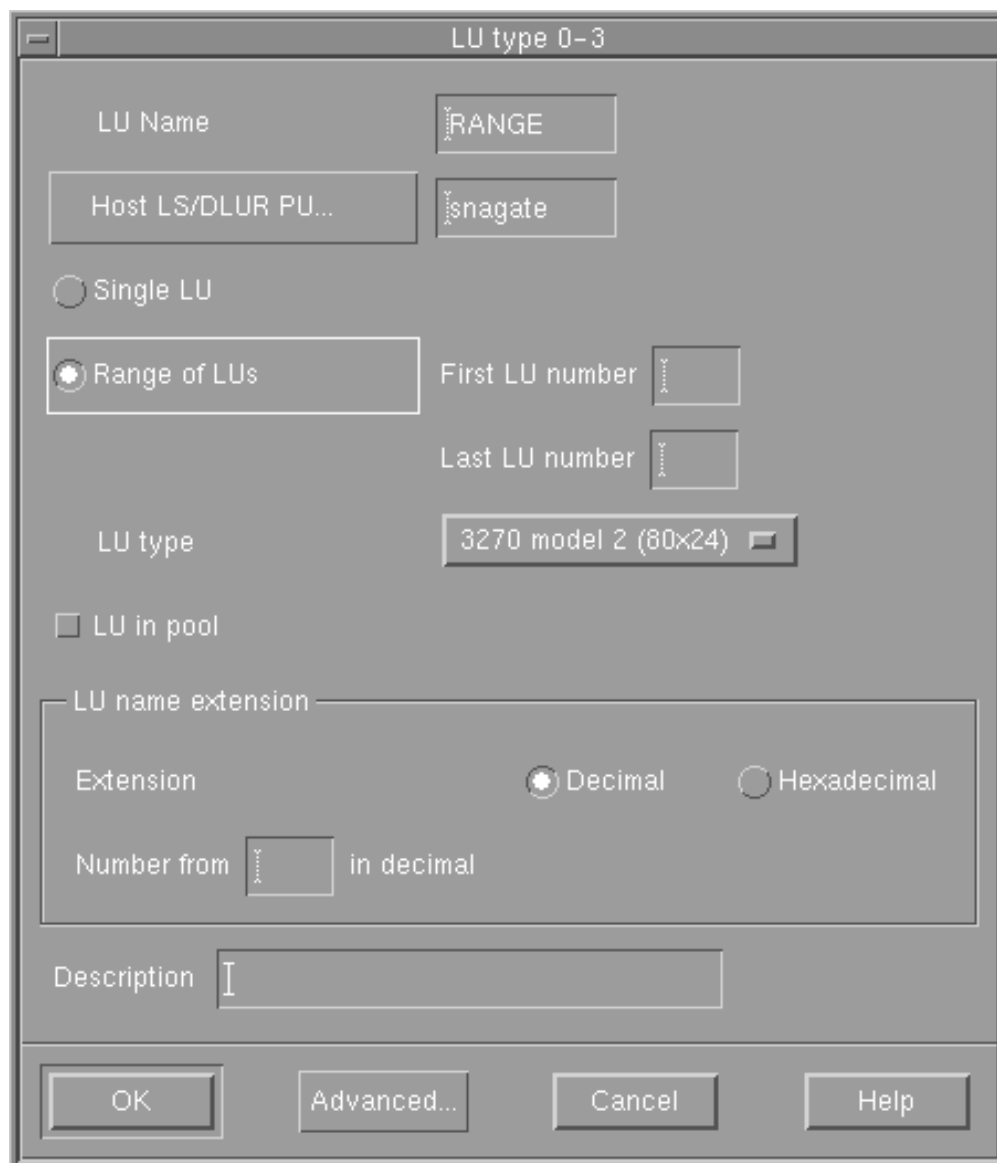 LU type 0-3
LU Name RANGE
Host LS/DLUR PU... snagate
Single LU
Range of LUs First LU number
Last LU number
LU type 3270 model 2 (80x24)
LU in pool
LU name extension
Extension Decimal Hexadecimal
Number from in decimal
Description
OK Advanced... Cancel Help